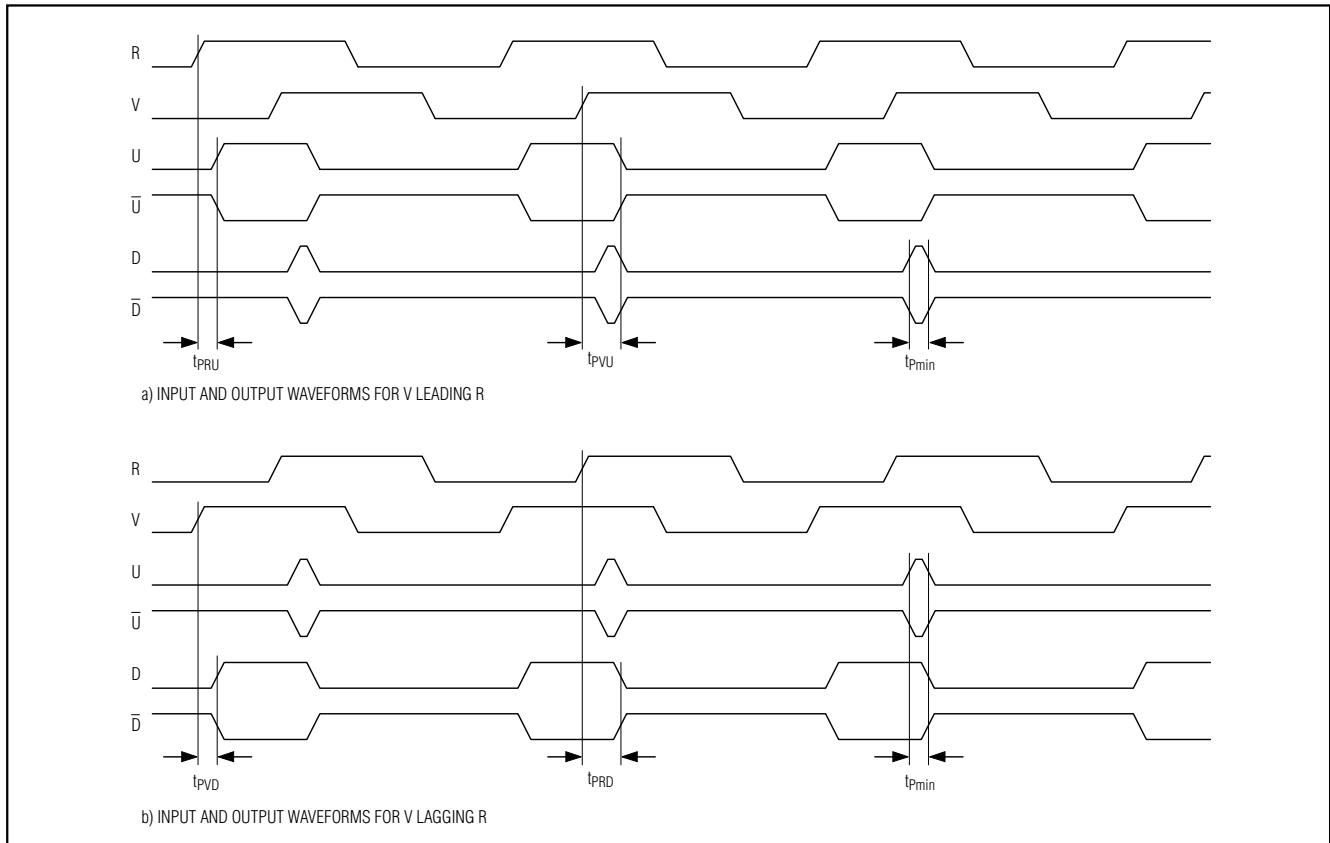 R
V
U
U̅
D
D̅
tPRU
tPVU
tPmin
a) INPUT AND OUTPUT WAVEFORMS FOR V LEADING R
R
V
U
U̅
D
D̅
tPVD
tPRD
tPmin
b) INPUT AND OUTPUT WAVEFORMS FOR V LAGGING R